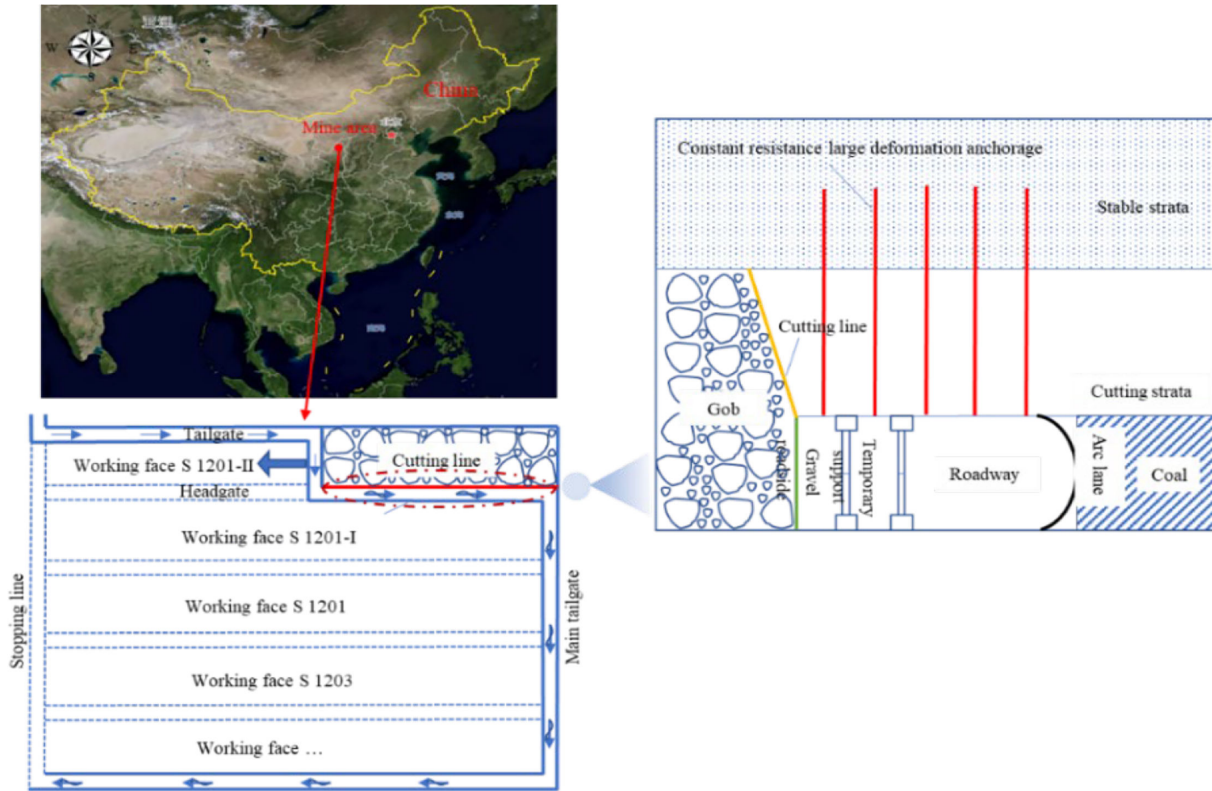 N
W
E
S
China
Mine area
Tailgate
Working face S 1201-II
Cutting line
Headgate
Working face S 1201-I
Working face S 1201
Working face S 1203
Working face …
Stopping line
Main tailgate
Constant resistance large deformation anchorage
Stable strata
Cutting line
Cutting strata
Gob
Roadside
Gravel
Temporary
support
Roadway
Arc lane
Coal